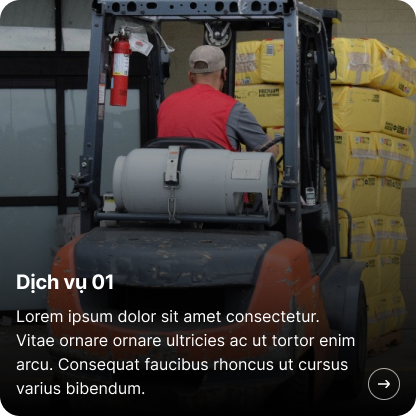 Dịch vụ 01
Lorem ipsum dolor sit amet consectetur.
Vitae ornare ornare ultricies ac ut tortor enim
arcu. Consequat faucibus rhoncus ut cursus
varius bibendum.